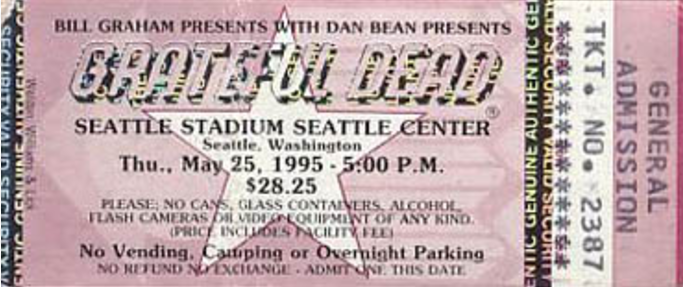 BILL GRAHAM PRESENTS WITH DAN BEAN PRESENTS
GRATEFUL DEAD
®
SEATTLE STADIUM SEATTLE CENTER
Seattle, Washington
Thu., May 25, 1995 - 5:00 P.M.
$28.25
PLEASE; NO CANS, GLASS CONTAINERS, ALCOHOL,
FLASH CAMERAS OR VIDEO EQUIPMENT OF ANY KIND.
(PRICE INCLUDES FACILITY FEE)
No Vending, Camping or Overnight Parking
NO REFUND NO EXCHANGE - ADMIT ONE THIS DATE
TKT. NO. 2387
GENERAL
ADMISSION